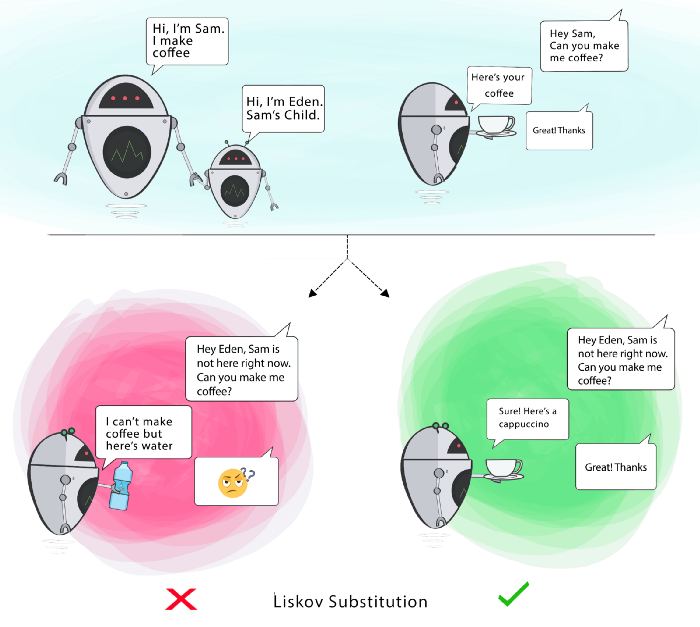 Hi, I'm Sam.
I make
coffee
Hi, I'm Eden.
Sam's Child.
Hey Sam,
Can you make
me coffee?
Here's your
coffee
Great! Thanks
Hey Eden, Sam is
not here right now.
Can you make me
coffee?
I can't make
coffee but
here's water
??
Hey Eden, Sam is
not here right now.
Can you make me
coffee?
Sure! Here's a
cappuccino
Great! Thanks
Liskov Substitution